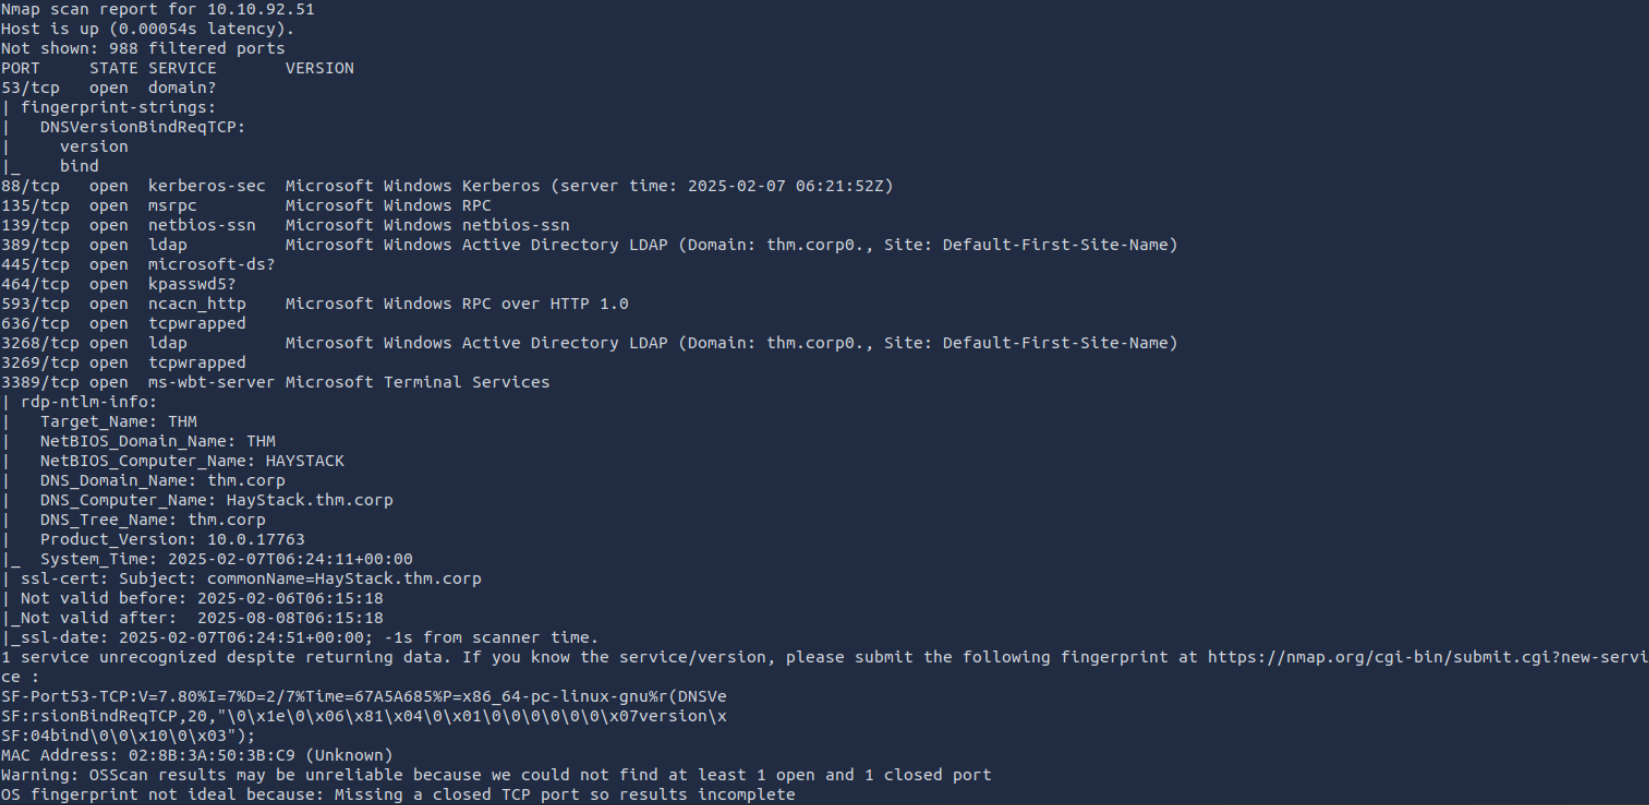 Nmap scan report for 10.10.92.51
Host is up (0.00054s latency).
Not shown: 988 filtered ports
PORT     STATE SERVICE       VERSION
53/tcp   open  domain?
| fingerprint-strings:
|   DNSVersionBindReqTCP:
|     version
|_    bind
88/tcp   open  kerberos-sec  Microsoft Windows Kerberos (server time: 2025-02-07 06:21:52Z)
135/tcp  open  msrpc         Microsoft Windows RPC
139/tcp  open  netbios-ssn   Microsoft Windows netbios-ssn
389/tcp  open  ldap          Microsoft Windows Active Directory LDAP (Domain: thm.corp0., Site: Default-First-Site-Name)
445/tcp  open  microsoft-ds?
464/tcp  open  kpasswd5?
593/tcp  open  ncacn_http    Microsoft Windows RPC over HTTP 1.0
636/tcp  open  tcpwrapped
3268/tcp open  ldap          Microsoft Windows Active Directory LDAP (Domain: thm.corp0., Site: Default-First-Site-Name)
3269/tcp open  tcpwrapped
3389/tcp open  ms-wbt-server Microsoft Terminal Services
| rdp-ntlm-info:
|   Target_Name: THM
|   NetBIOS_Domain_Name: THM
|   NetBIOS_Computer_Name: HAYSTACK
|   DNS_Domain_Name: thm.corp
|   DNS_Computer_Name: HayStack.thm.corp
|   DNS_Tree_Name: thm.corp
|   Product_Version: 10.0.17763
|_  System_Time: 2025-02-07T06:24:11+00:00
| ssl-cert: Subject: commonName=HayStack.thm.corp
| Not valid before: 2025-02-06T06:15:18
|_Not valid after:  2025-08-08T06:15:18
|_ssl-date: 2025-02-07T06:24:51+00:00; -1s from scanner time.
1 service unrecognized despite returning data. If you know the service/version, please submit the following fingerprint at https://nmap.org/cgi-bin/submit.cgi?new-servi
ce :
SF-Port53-TCP:V=7.80%I=7%D=2/7%Time=67A5A685%P=x86_64-pc-linux-gnu%r(DNSVe
SF:rsionBindReqTCP,20,"\0\x1e\0\x06\x81\x04\0\x01\0\0\0\0\0\0\x07version\x
SF:04bind\0\0\x10\0\x03");
MAC Address: 02:8B:3A:50:3B:C9 (Unknown)
Warning: OSScan results may be unreliable because we could not find at least 1 open and 1 closed port
OS fingerprint not ideal because: Missing a closed TCP port so results incomplete